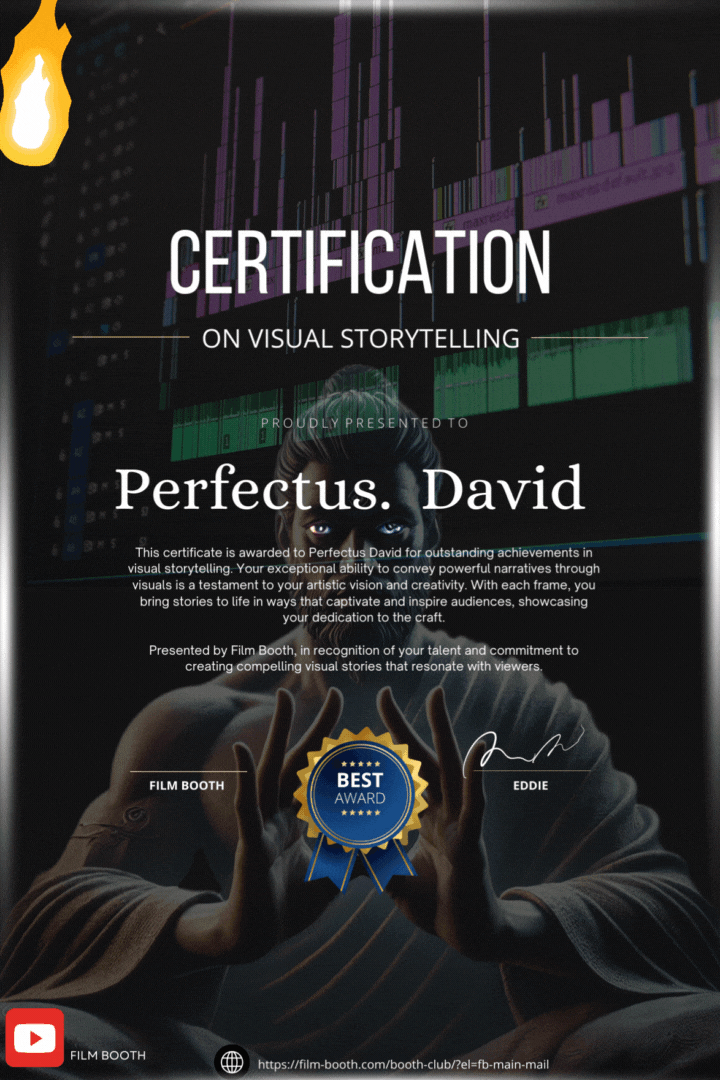 CERTIFICATION
ON VISUAL STORYTELLING
PROUDLY PRESENTED TO
Perfectus. David
This certificate is awarded to Perfectus David for outstanding achievements in
visual storytelling. Your exceptional ability to convey powerful narratives through
visuals is a testament to your artistic vision and creativity. With each frame, you
bring stories to life in ways that captivate and inspire audiences, showcasing
your dedication to the craft.
Presented by Film Booth, in recognition of your talent and commitment to
creating compelling visual stories that resonate with viewers.
FILM BOOTH
BEST
AWARD
EDDIE
FILM BOOTH
https://film-booth.com/booth-club/?el=fb-main-mail